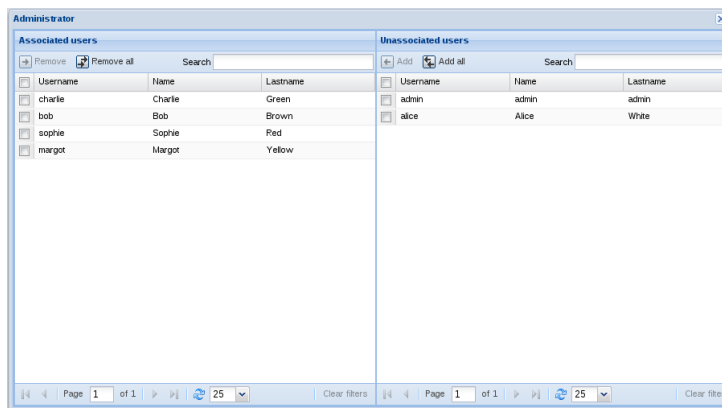 Administrator
Associated users
Remove Remove all Search
Username Name Lastname
charlie Charlie Green
bob Bob Brown
sophie Sophie Red
margot Margot Yellow
Page 1 of 1 25 Clear filters
Unassociated users
Add Add all Search
Username Name Lastname
admin admin admin
alice Alice White
Page 1 of 1 25 Clear filte